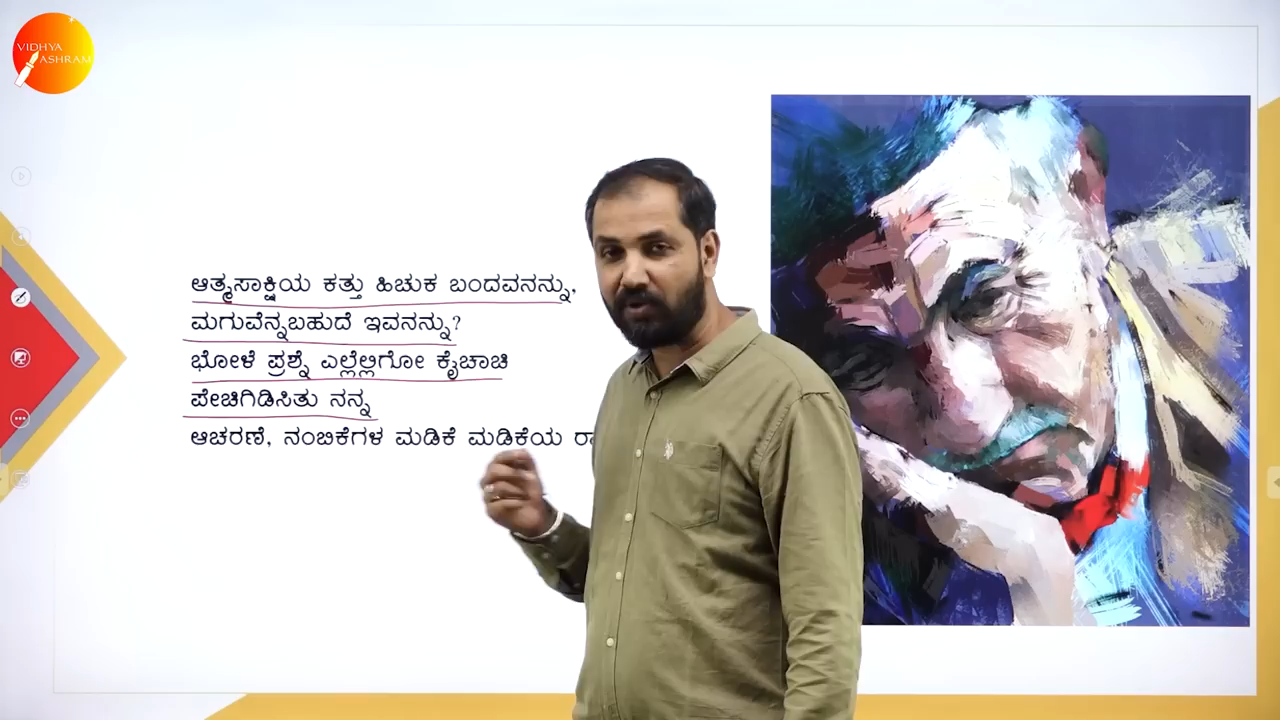 VIDHYA
ASHRAM
ಆತ್ಮಸಾಕ್ಷಿಯ ಕತ್ತು ಹಿಚುಕ ಬಂದವನನ್ನು,
ಮಗುವೆನ್ನಬಹುದೆ ಇವನನ್ನು?
ಭೋಳೆ ಪ್ರಶ್ನೆ ಎಲ್ಲೆಲ್ಲಿಗೋ ಕೈಚಾಚಿ
ಪೇಚಿಗಿಡಿಸಿತು ನನ್ನ
ಆಚರಣೆ, ನಂಬಿಕೆಗಳ ಮಡಿಕೆ ಮಡಿಕೆಯ